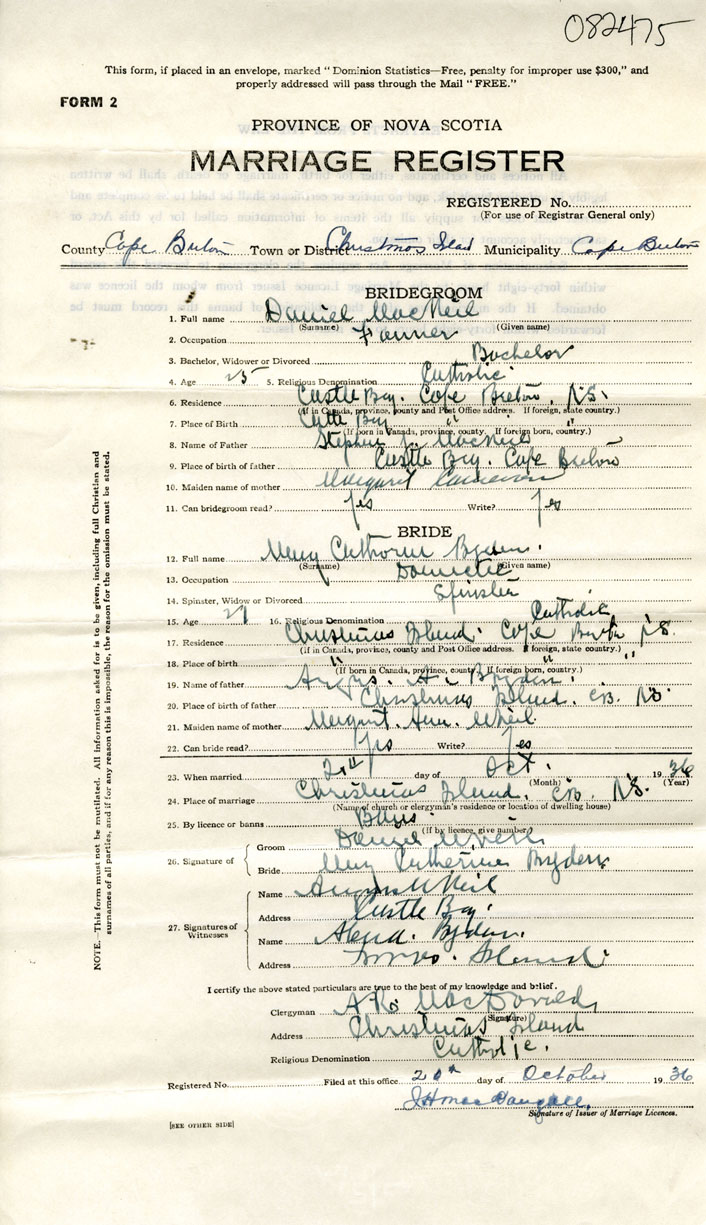 082475
This form, if placed in an envelope, marked "Dominion Statistics—Free, penalty for improper use $300," and
properly addressed will pass through the Mail "FREE."
FORM 2
PROVINCE OF NOVA SCOTIA
MARRIAGE REGISTER
REGISTERED No.
(For use of Registrar General only)
County Cape Breton Town or District Christmas Island Municipality Cape Breton
BRIDEGROOM
1. Full name Daniel MacNeil
(Surname) (Given name)
2. Occupation Farmer
3. Bachelor, Widower or Divorced Bachelor
4. Age 25 5. Religious Denomination Catholic
6. Residence Castle Bay. Cape Breton, N.S.
(If in Canada, province, county and Post Office address. If foreign, state country.)
7. Place of Birth Castle Bay " "
(If born in Canada, province, county. If foreign born, country.)
8. Name of Father Stephen J. MacNeil
9. Place of birth of father Castle Bay. Cape Breton
10. Maiden name of mother Margaret Cameron
11. Can bridegroom read? Yes Write? Yes
BRIDE
12. Full name Mary Catherine Bryden.
(Surname) (Given name)
13. Occupation Domestic
14. Spinster, Widow or Divorced Spinster
15. Age 16. Religious Denomination Catholic
17. Residence Christmas Island. Cape Breton N.S.
(If in Canada, province, county and Post Office address. If foreign, state country.)
18. Place of birth " " "
(If born in Canada, province, county. If foreign born, country.)
19. Name of father Angus. A. Bryden.
20. Place of birth of father Christmas Island. C.B. N.S.
21. Maiden name of mother Margaret. Ann. McNeil
22. Can bride read? Yes Write? Yes
23. When married day of Oct. 1936
(Month) (Year)
24. Place of marriage Christmas Island. C.B. N.S.
(Name of church or clergyman's residence or location of dwelling house)
25. By licence or banns Banns
(If by licence, give number)
26. Signature of
Groom Daniel McNeil
Bride Mary Catherine Bryden
27. Signatures of Witnesses
Name Angus McNeil
Address Castle Bay.
Name Bryden.
Address Xmas. Island.
I certify the above stated particulars are true to the best of my knowledge and belief.
Clergyman MacDonald
(Signature)
Address Christmas Island
Religious Denomination Catholic.
Registered No. Filed at this office 20th day of October 1936
J H MacDougall.
Signature of Issuer of Marriage Licences.
[SEE OTHER SIDE]
NOTE.—This form must not be mutilated. All information asked for is to be given, including full Christian and
surnames of all parties, and if for any reason this is impossible, the reason for the omission must be stated.